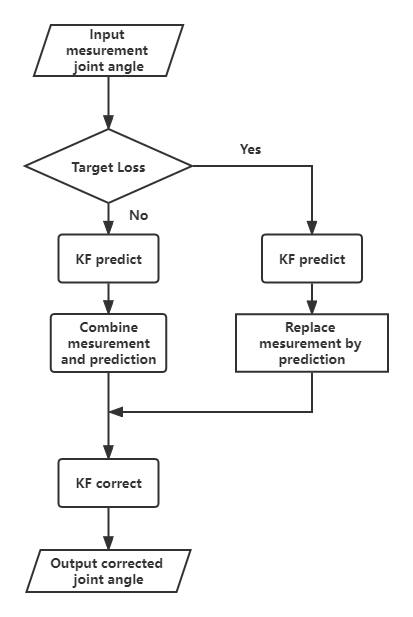 Input
mesurement
joint angle
Target Loss
Yes
No
KF predict
KF predict
Combine
mesurement
and prediction
Replace
mesurement by
prediction
KF correct
Output corrected
joint angle